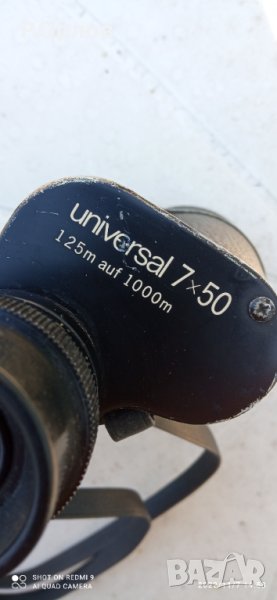 universal 7×50
125m auf 1000m
SHOT ON REDMI 9
AI QUAD CAMERA
BAZAR